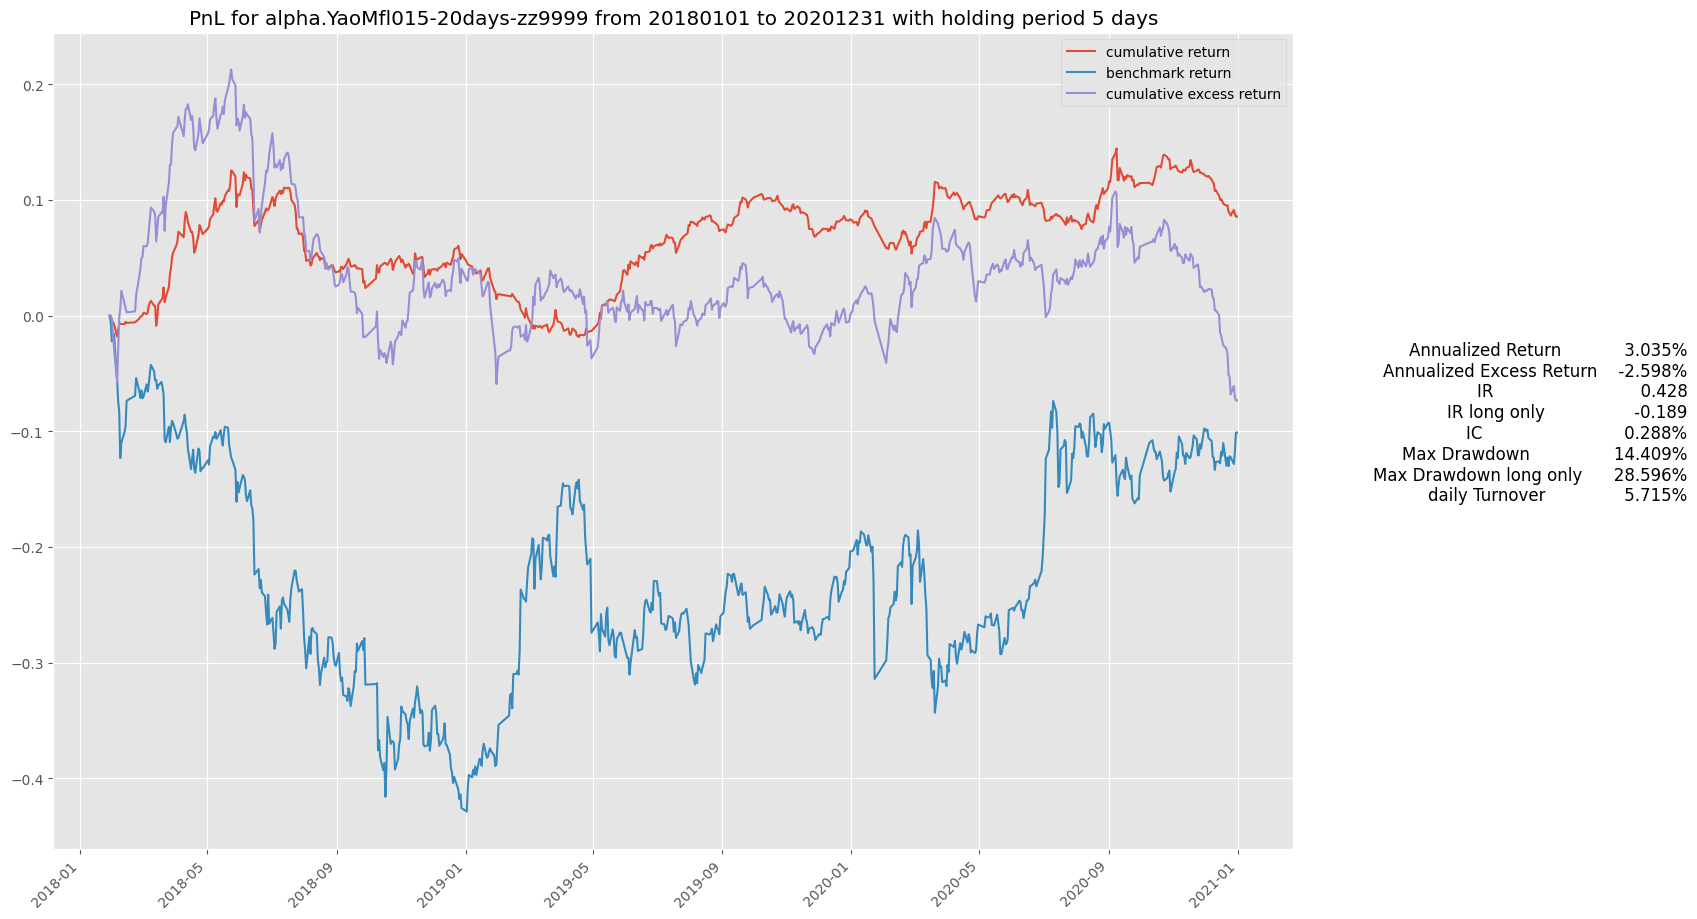 PnL for alpha.YaoMfl015-20days-zz9999 from 20180101 to 20201231 with holding period 5 days
cumulative return
benchmark return
cumulative excess return
0.2
0.1
0.0
−0.1
−0.2
−0.3
−0.4
2018-01
2018-05
2018-09
2019-01
2019-05
2019-09
2020-01
2020-05
2020-09
2021-01
Annualized Return 3.035%
Annualized Excess Return -2.598%
IR 0.428
IR long only -0.189
IC 0.288%
Max Drawdown 14.409%
Max Drawdown long only 28.596%
daily Turnover 5.715%